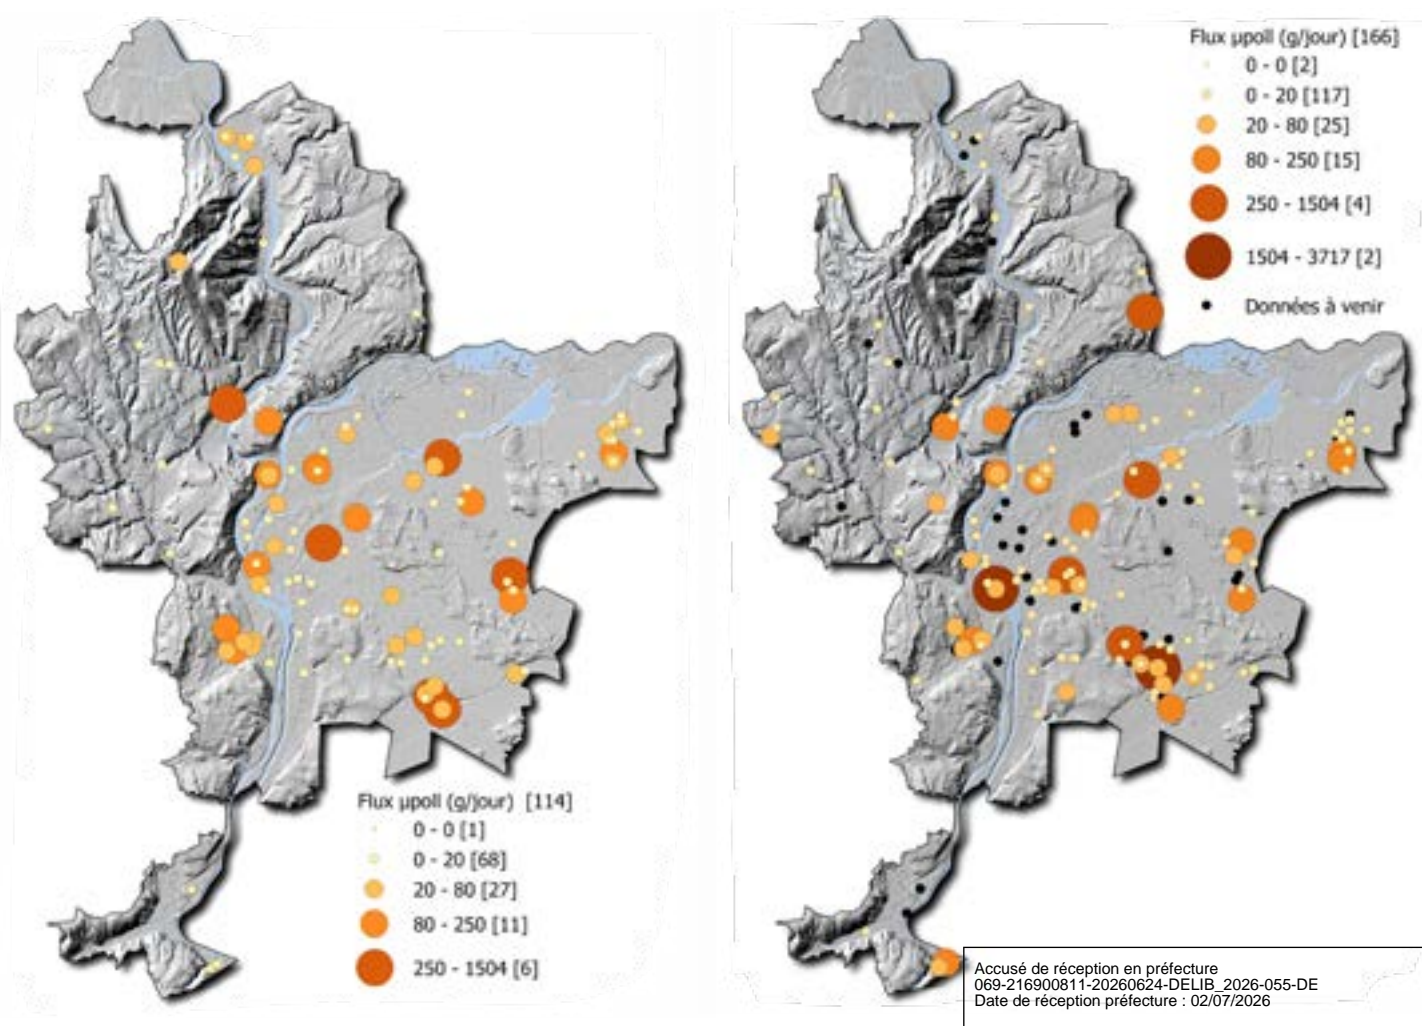 Flux µpoll (g/jour) [166]
0 - 0 [2]
0 - 20 [117]
20 - 80 [25]
80 - 250 [15]
250 - 1504 [4]
1504 - 3717 [2]
Données à venir
Flux µpoll (g/jour) [114]
0 - 0 [1]
0 - 20 [68]
20 - 80 [27]
80 - 250 [11]
250 - 1504 [6]
Accusé de réception en préfecture
069-216900811-20260624-DELIB_2026-055-DE
Date de réception préfecture : 02/07/2026